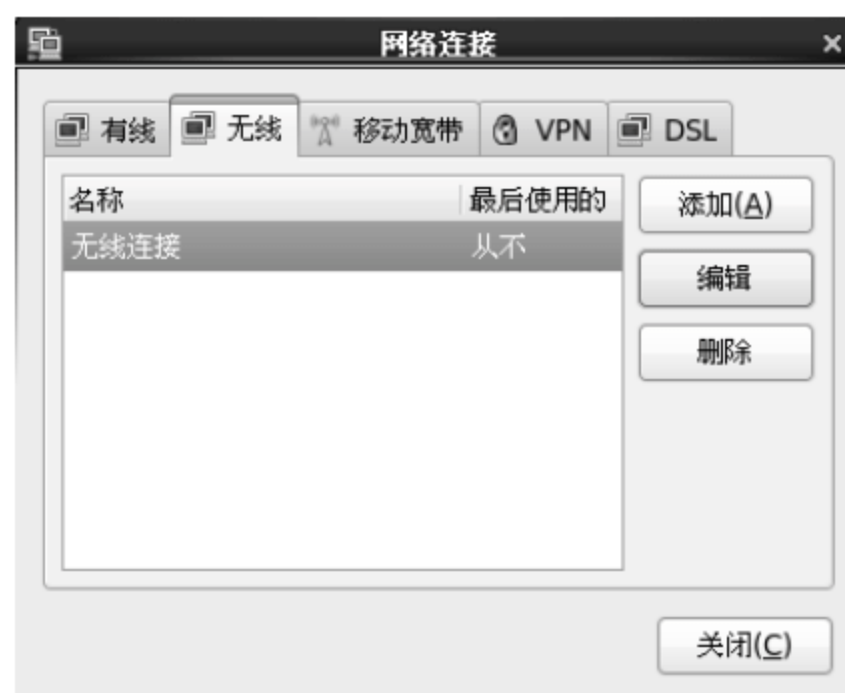 网络连接
有线 无线 移动宽带 VPN DSL
名称 最后使用的 添加(A)
无线连接 从不
编辑
删除
关闭(C)